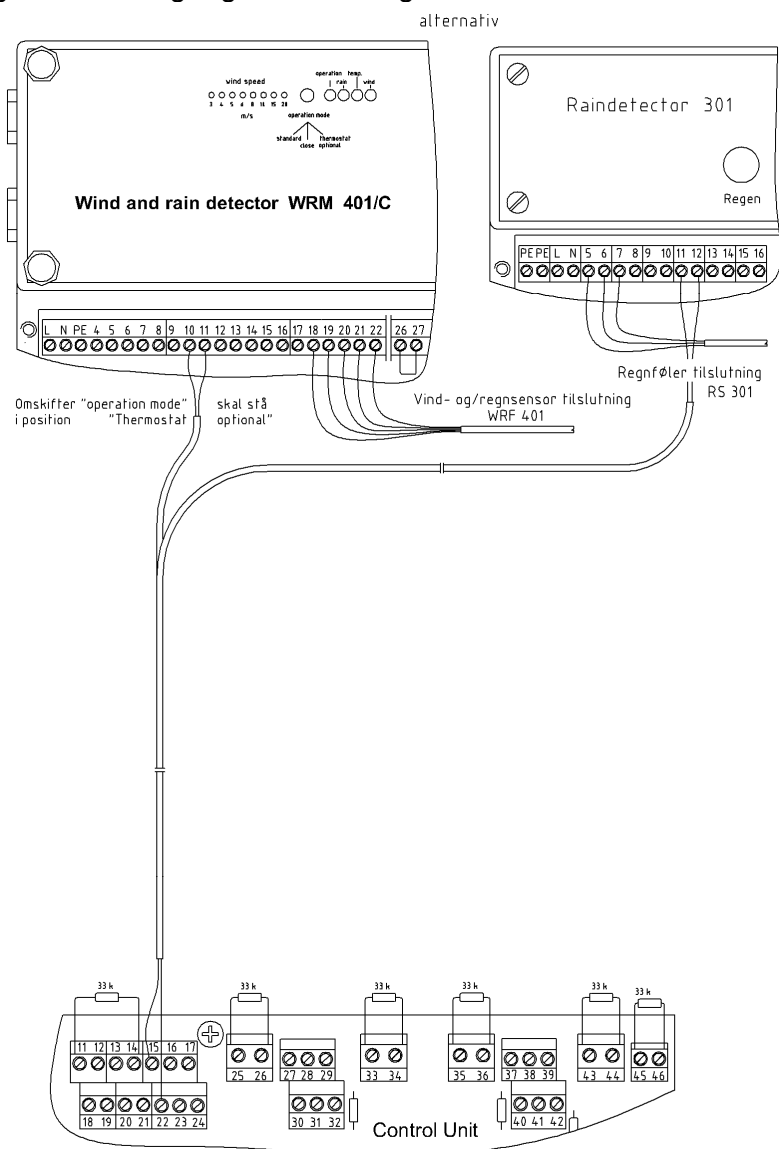 alternativ
wind speed
3 4 5 6 8 11 15 20
m/s
operation temp.
rain wind
operation mode
standard thermostat
close optional
Wind and rain detector WRM 401/C
L N PE 4 5 6 7 8 9 10 11 12 13 14 15 16 17 18 19 20 21 22 26 27
Raindetector 301
Regen
PE PE L N 5 6 7 8 9 10 11 12 13 14 15 16
Omskifter "operation mode" skal stå
i position "Thermostat optional"
Vind- og/regnsensor tilslutning
WRF 401
Regnføler tilslutning
RS 301
33 k 33 k 33 k 33 k 33 k 33 k
11 12 13 14 15 16 17
18 19 20 21 22 23 24
25 26
27 28 29
30 31 32
33 34
35 36
37 38 39
40 41 42
43 44
45 46
Control Unit